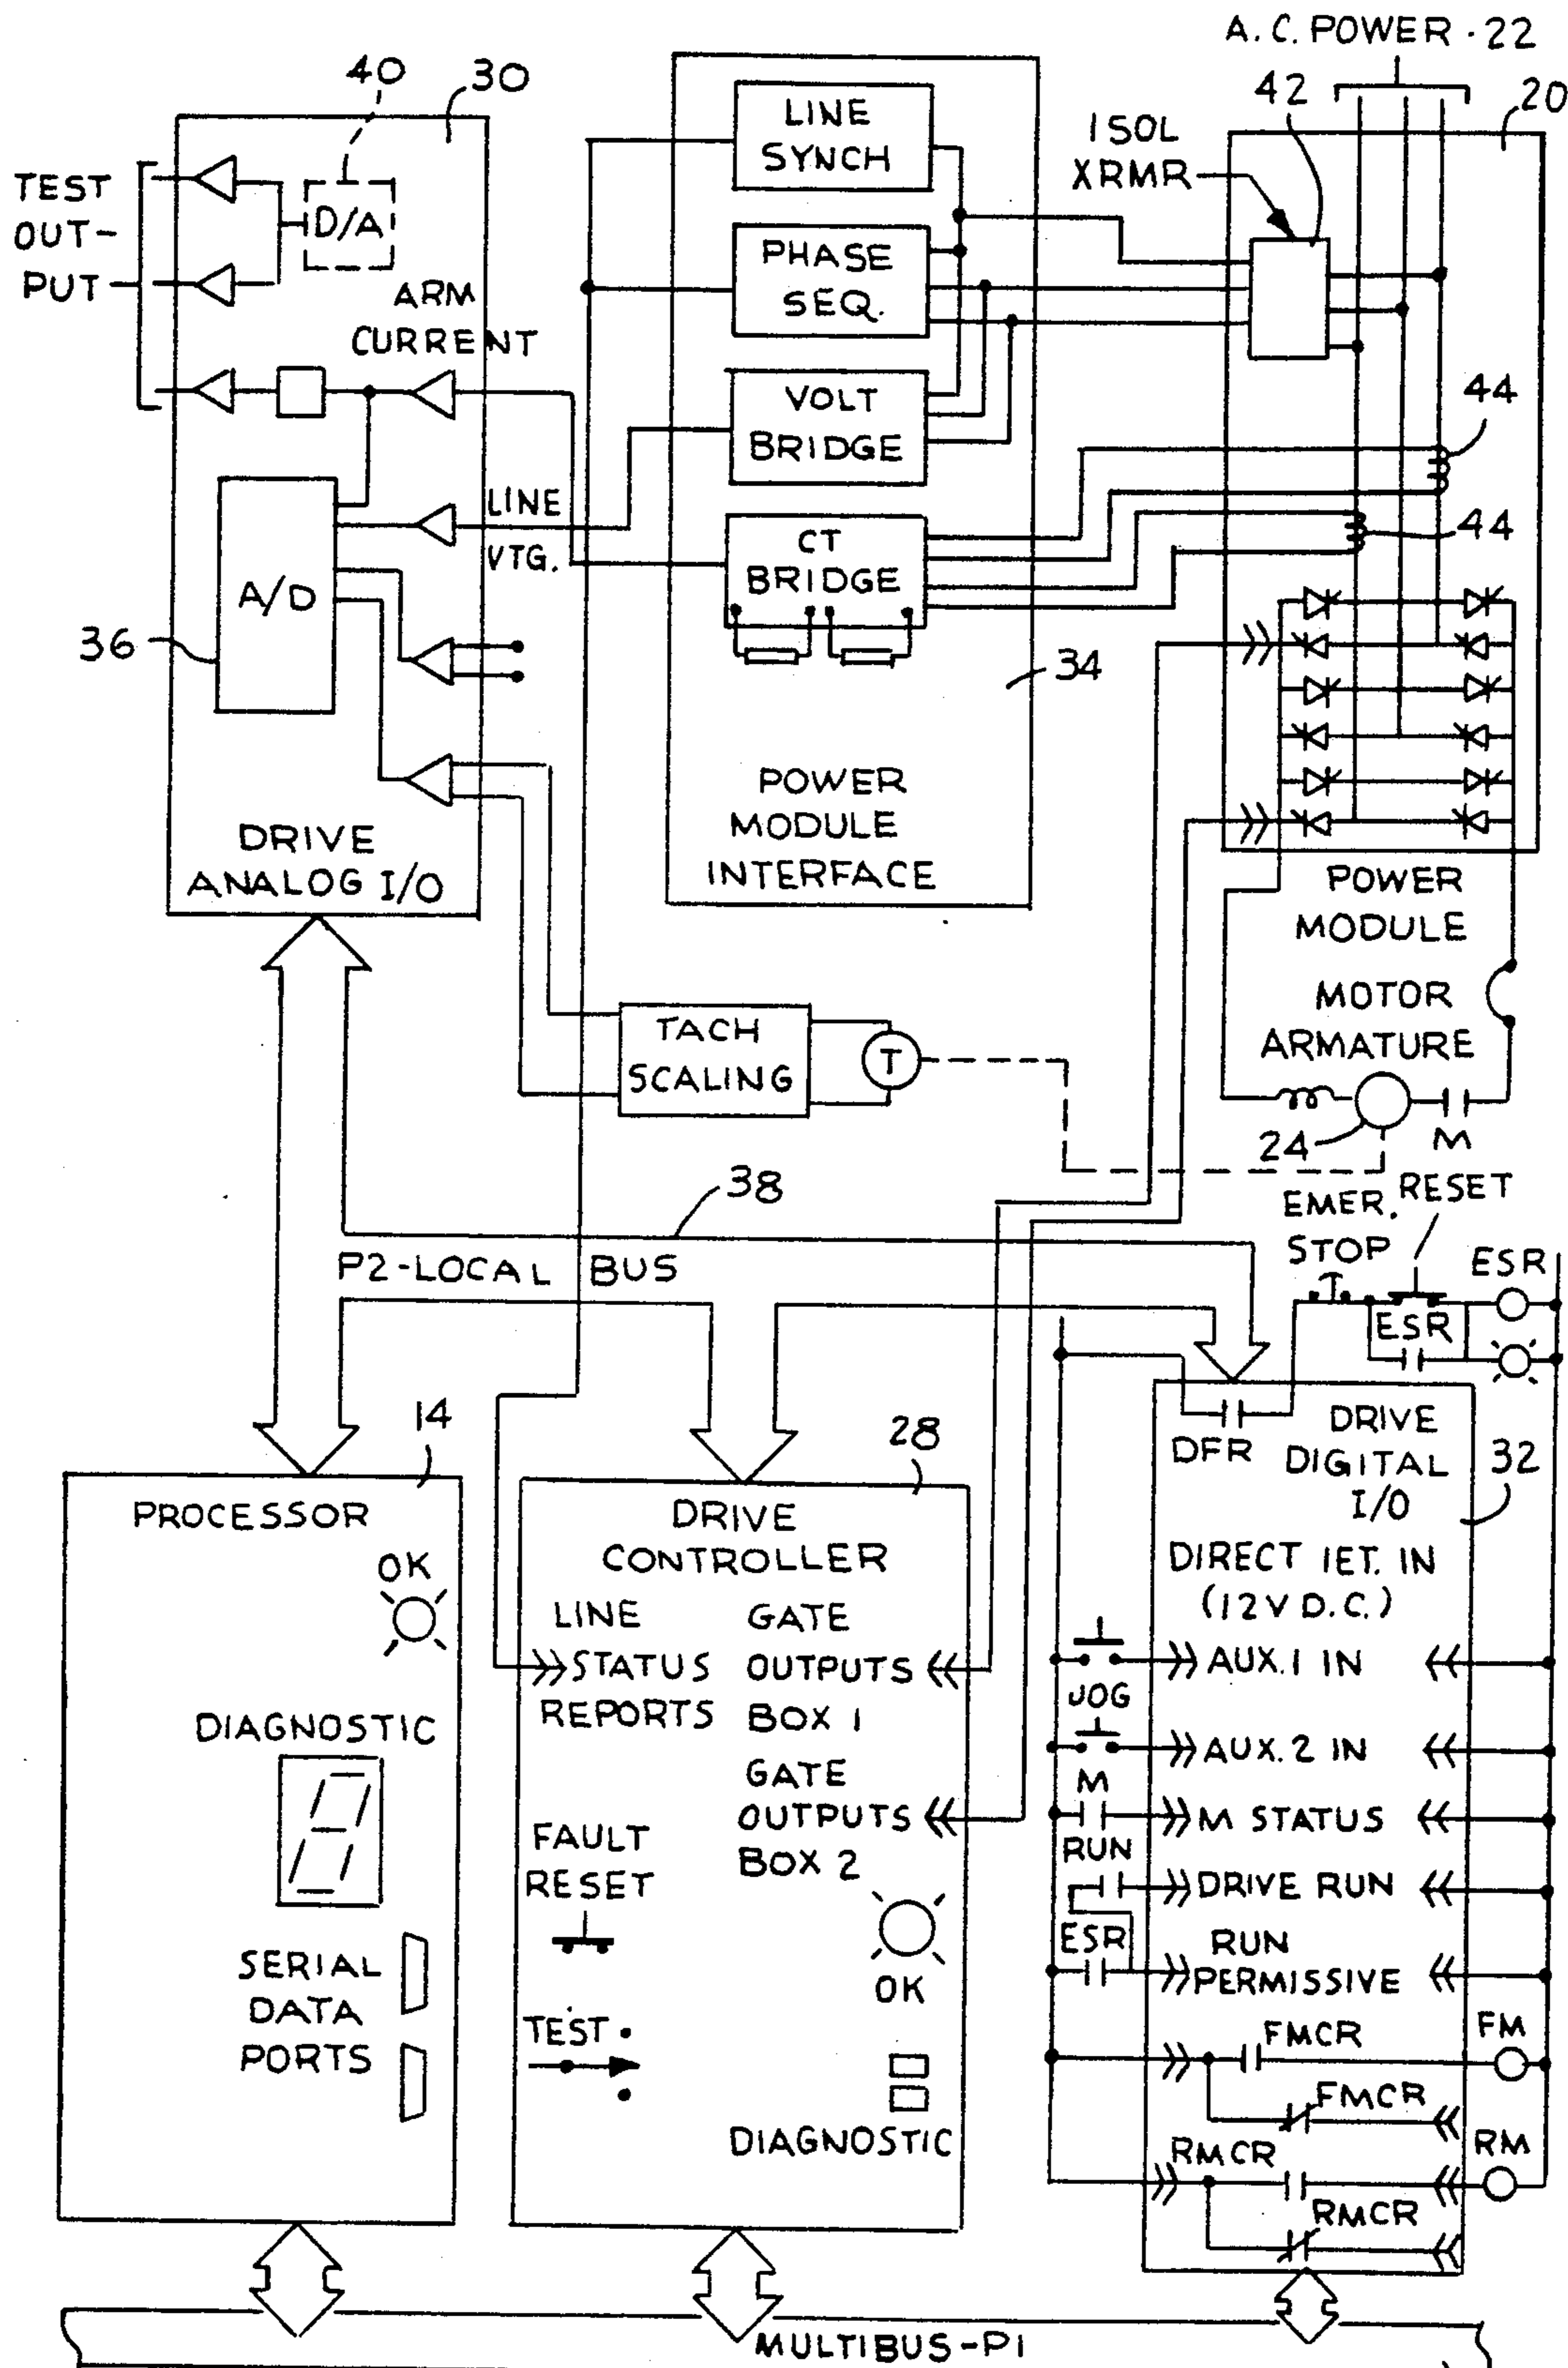 A.C. POWER - 22
40
30
42
20
LINE
SYNCH
ISOL
XRMR
TEST
OUT-
PUT
D/A
PHASE
SEQ.
ARM
CURRENT
VOLT
BRIDGE
44
LINE
VTG.
CT
BRIDGE
44
A/D
36
34
POWER
MODULE
INTERFACE
DRIVE
ANALOG I/O
POWER
MODULE
MOTOR
ARMATURE
TACH
SCALING
T
24
M
38
EMER.
STOP
RESET
P2-LOCAL BUS
ESR
ESR
14
28
DFR
DRIVE
DIGITAL
I/O
32
PROCESSOR
OK
DIAGNOSTIC
SERIAL
DATA
PORTS
DRIVE
CONTROLLER
LINE
STATUS
REPORTS
GATE
OUTPUTS
BOX 1
GATE
OUTPUTS
BOX 2
FAULT
RESET
OK
TEST
DIAGNOSTIC
DIRECT IET. IN
(12V D.C.)
AUX.1 IN
JOG
AUX.2 IN
M
M STATUS
RUN
DRIVE RUN
ESR
RUN
PERMISSIVE
FMCR
FM
FMCR
RMCR
RM
RMCR
MULTIBUS-P1